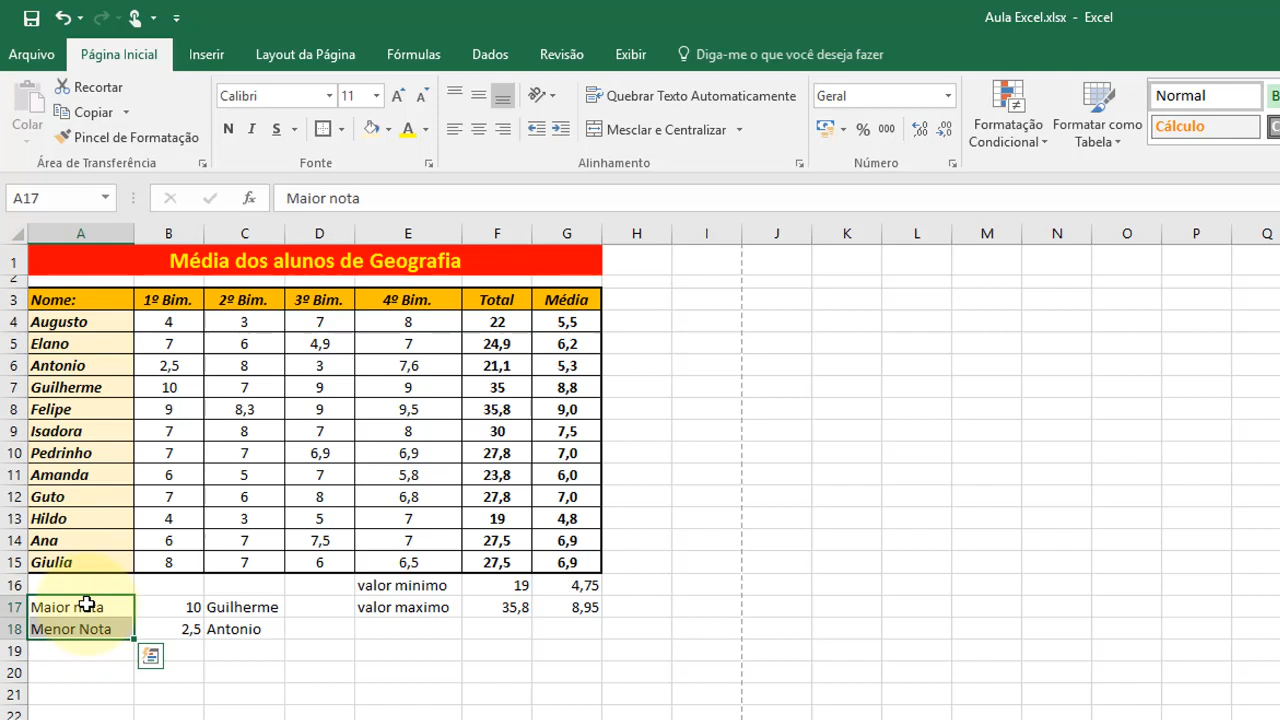 Aula Excel.xlsx - Excel
Arquivo Página Inicial Inserir Layout da Página Fórmulas Dados Revisão Exibir Diga-me o que você deseja fazer
Colar
Recortar
Copiar
Pincel de Formatação
Área de Transferência
Calibri 11
N I S
Fonte
Quebrar Texto Automaticamente
Mesclar e Centralizar
Alinhamento
Geral
% 000
Número
Formatação Condicional
Formatar como Tabela
Normal
Cálculo
A17 fx Maior nota
A B C D E F G H I J K L M N O P Q
1 Média dos alunos de Geografia
2
3 Nome: 1º Bim. 2º Bim. 3º Bim. 4º Bim. Total Média
4 Augusto 4 3 7 8 22 5,5
5 Elano 7 6 4,9 7 24,9 6,2
6 Antonio 2,5 8 3 7,6 21,1 5,3
7 Guilherme 10 7 9 9 35 8,8
8 Felipe 9 8,3 9 9,5 35,8 9,0
9 Isadora 7 8 7 8 30 7,5
10 Pedrinho 7 7 6,9 6,9 27,8 7,0
11 Amanda 6 5 7 5,8 23,8 6,0
12 Guto 7 6 8 6,8 27,8 7,0
13 Hildo 4 3 5 7 19 4,8
14 Ana 6 7 7,5 7 27,5 6,9
15 Giulia 8 7 6 6,5 27,5 6,9
16 valor minimo 19 4,75
17 Maior nota 10 Guilherme valor maximo 35,8 8,95
18 Menor Nota 2,5 Antonio
19
20
21
22